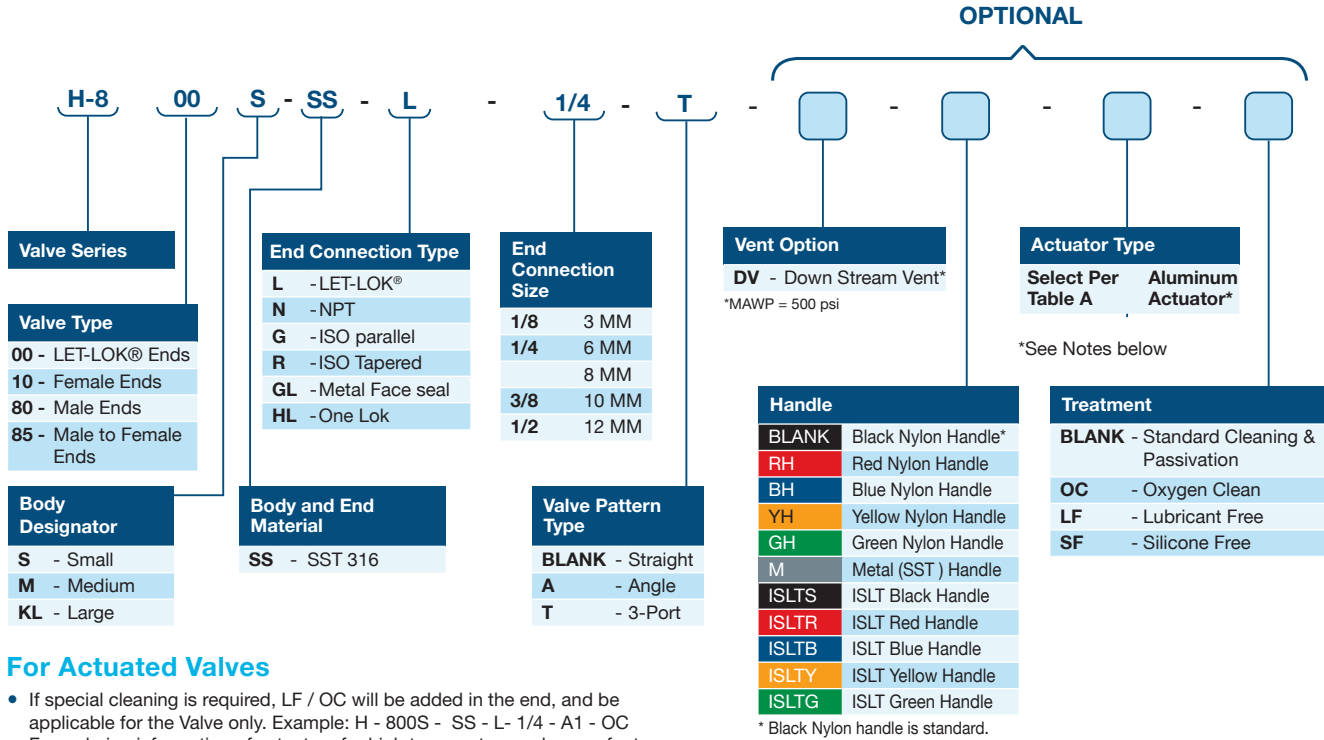 OPTIONAL
H-8 00 S - SS - L - 1/4 - T - - - -
Valve Series
Valve Type
00 - LET-LOK® Ends
10 - Female Ends
80 - Male Ends
85 - Male to Female
Ends
Body
Designator
S - Small
M - Medium
KL - Large
Body and End
Material
SS - SST 316
End Connection Type
L - LET-LOK®
N - NPT
G - ISO parallel
R - ISO Tapered
GL - Metal Face seal
HL - One Lok
End
Connection
Size
1/8 3 MM
1/4 6 MM
8 MM
3/8 10 MM
1/2 12 MM
Valve Pattern
Type
BLANK - Straight
A - Angle
T - 3-Port
Vent Option
DV - Down Stream Vent*
*MAWP = 500 psi
Handle
BLANK Black Nylon Handle*
RH Red Nylon Handle
BH Blue Nylon Handle
YH Yellow Nylon Handle
GH Green Nylon Handle
M Metal (SST ) Handle
ISLTS ISLT Black Handle
ISLTR ISLT Red Handle
ISLTB ISLT Blue Handle
ISLTY ISLT Yellow Handle
ISLTG ISLT Green Handle
* Black Nylon handle is standard.
Actuator Type
Select Per Aluminum
Table A Actuator*
*See Notes below
Treatment
BLANK - Standard Cleaning &
Passivation
OC - Oxygen Clean
LF - Lubricant Free
SF - Silicone Free
For Actuated Valves
• If special cleaning is required, LF / OC will be added in the end, and be
applicable for the Valve only. Example: H - 800S - SS - L- 1/4 - A1 - OC